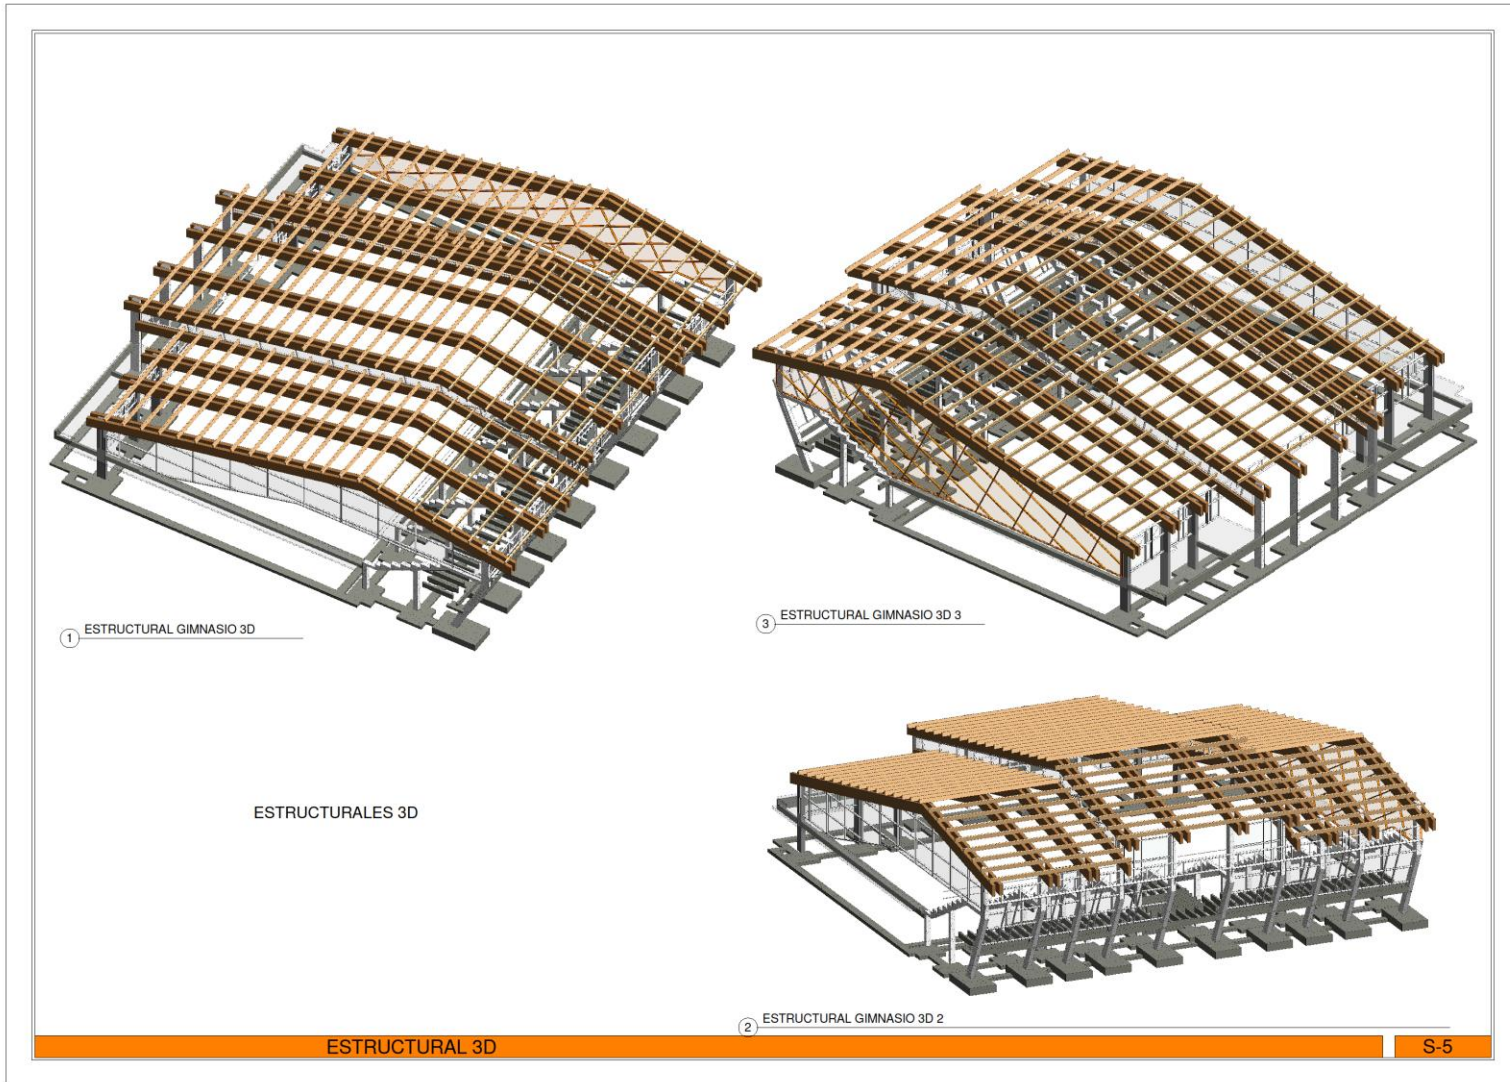 1 ESTRUCTURAL GIMNASIO 3D
3 ESTRUCTURAL GIMNASIO 3D 3
ESTRUCTURALES 3D
2 ESTRUCTURAL GIMNASIO 3D 2
ESTRUCTURAL 3D
S-5